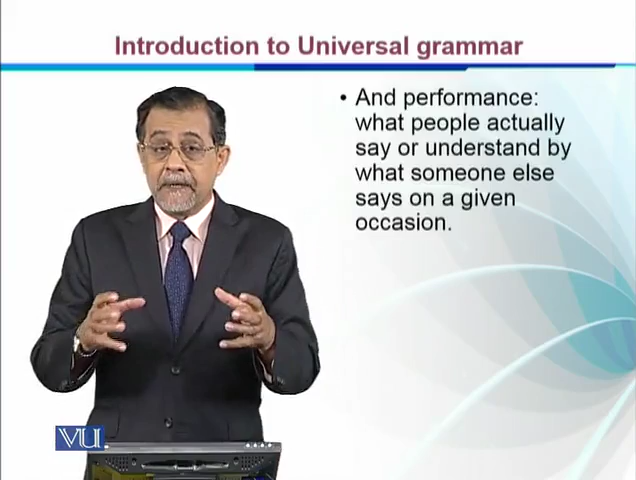 Introduction to Universal grammar
• And performance:
what people actually
say or understand by
what someone else
says on a given
occasion.
VU